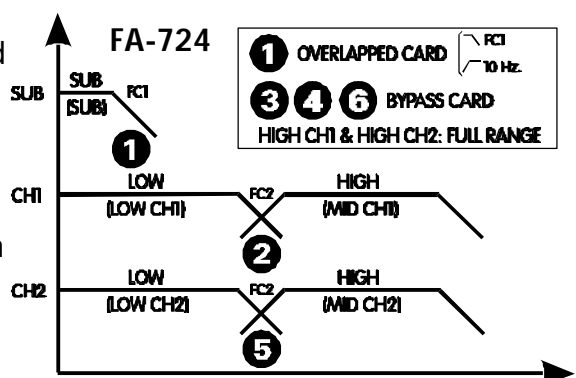 d
FA-724
1 OVERLAPPED CARD FC1
10 Hz.
3 4 6 BYPASS CARD
HIGH CH1 & HIGH CH2: FULL RANGE
SUB
SUB
(SUB)
FC1
1
CH1
LOW
(LOW CH1)
FC2
HIGH
(MID CH1)
2
n
CH2
LOW
(LOW CH2)
FC2
HIGH
(MID CH2)
5